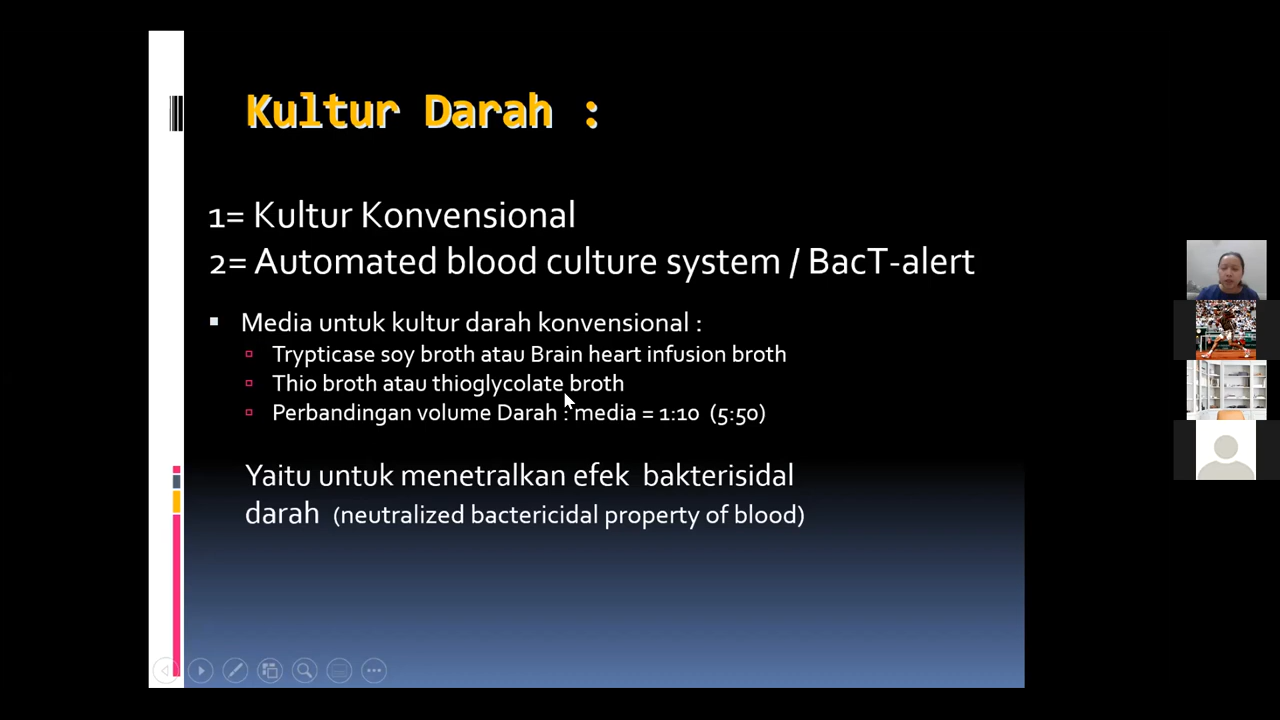 Kultur Darah :
1= Kultur Konvensional
2= Automated blood culture system / BacT-alert
Media untuk kultur darah konvensional :
Trypticase soy broth atau Brain heart infusion broth
Thio broth atau thioglycolate broth
Perbandingan volume Darah : media = 1:10 (5:50)
Yaitu untuk menetralkan efek bakterisidal
darah (neutralized bactericidal property of blood)